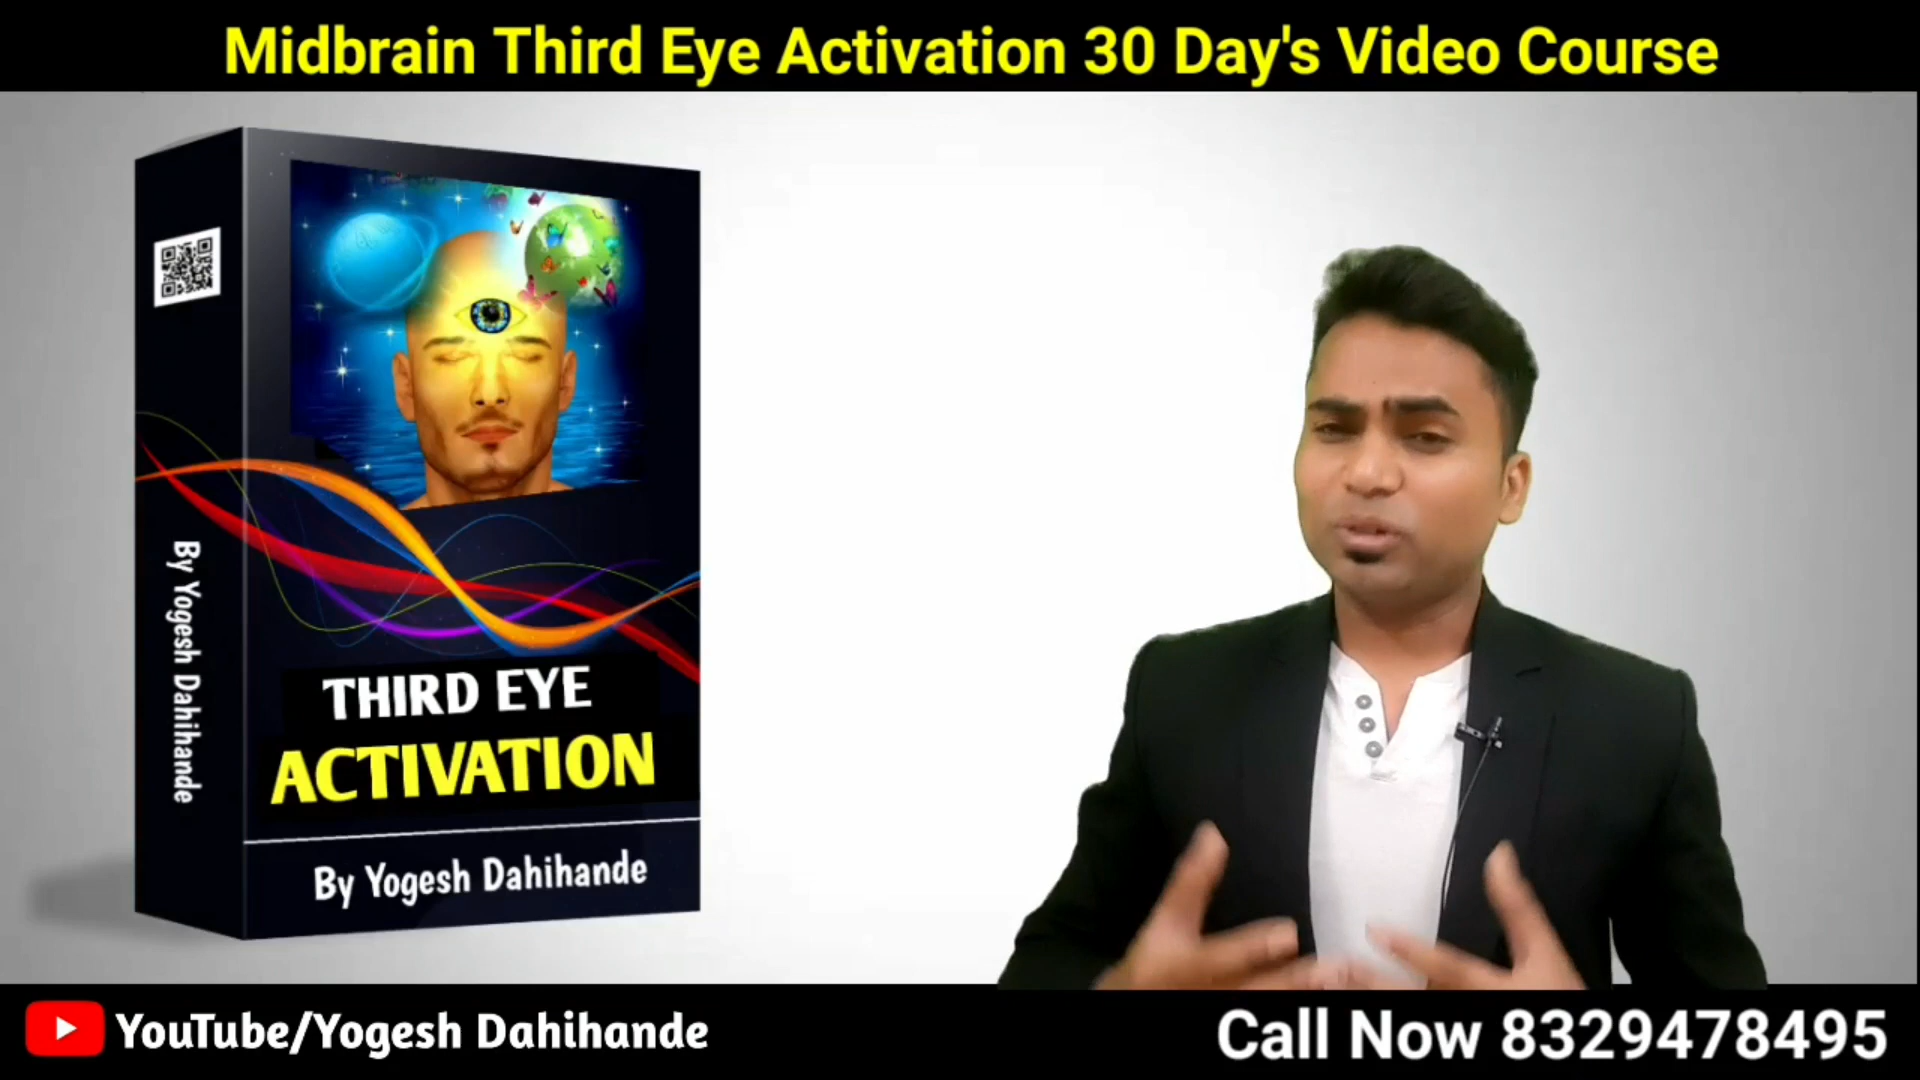 Midbrain Third Eye Activation 30 Day's Video Course
By Yogesh Dahihande
THIRD EYE
ACTIVATION
By Yogesh Dahihande
YouTube/Yogesh Dahihande
Call Now 8329478495